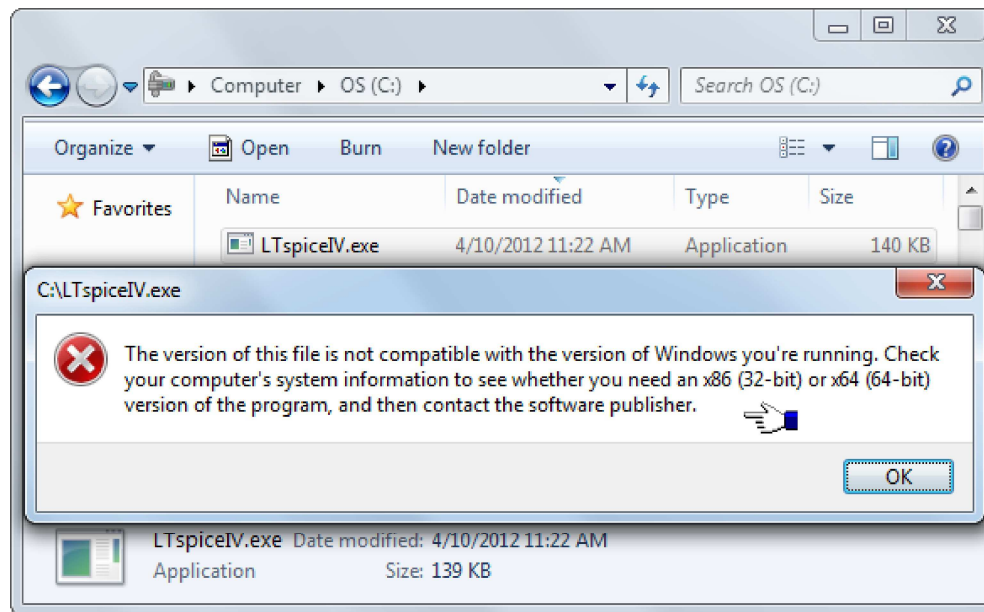 Computer OS (C:) Search OS (C:)
Organize Open Burn New folder
Favorites
Name Date modified Type Size
LTspiceIV.exe 4/10/2012 11:22 AM Application 140 KB
C:\LTspiceIV.exe
The version of this file is not compatible with the version of Windows you're running. Check
your computer's system information to see whether you need an x86 (32-bit) or x64 (64-bit)
version of the program, and then contact the software publisher.
OK
LTspiceIV.exe Date modified: 4/10/2012 11:22 AM
Application Size: 139 KB